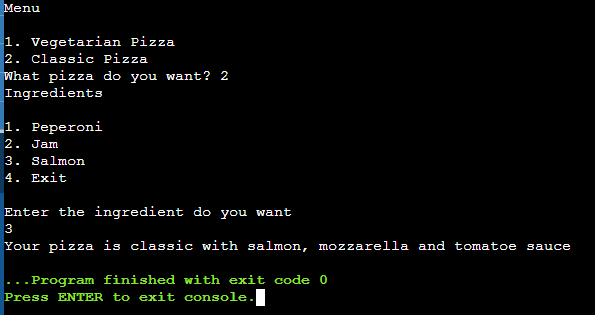 Menu
1. Vegetarian Pizza
2. Classic Pizza
What pizza do you want? 2
Ingredients
1. Peperoni
2. Jam
3. Salmon
4. Exit
Enter the ingredient do you want
3
Your pizza is classic with salmon, mozzarella and tomatoe sauce
...Program finished with exit code 0
Press ENTER to exit console.